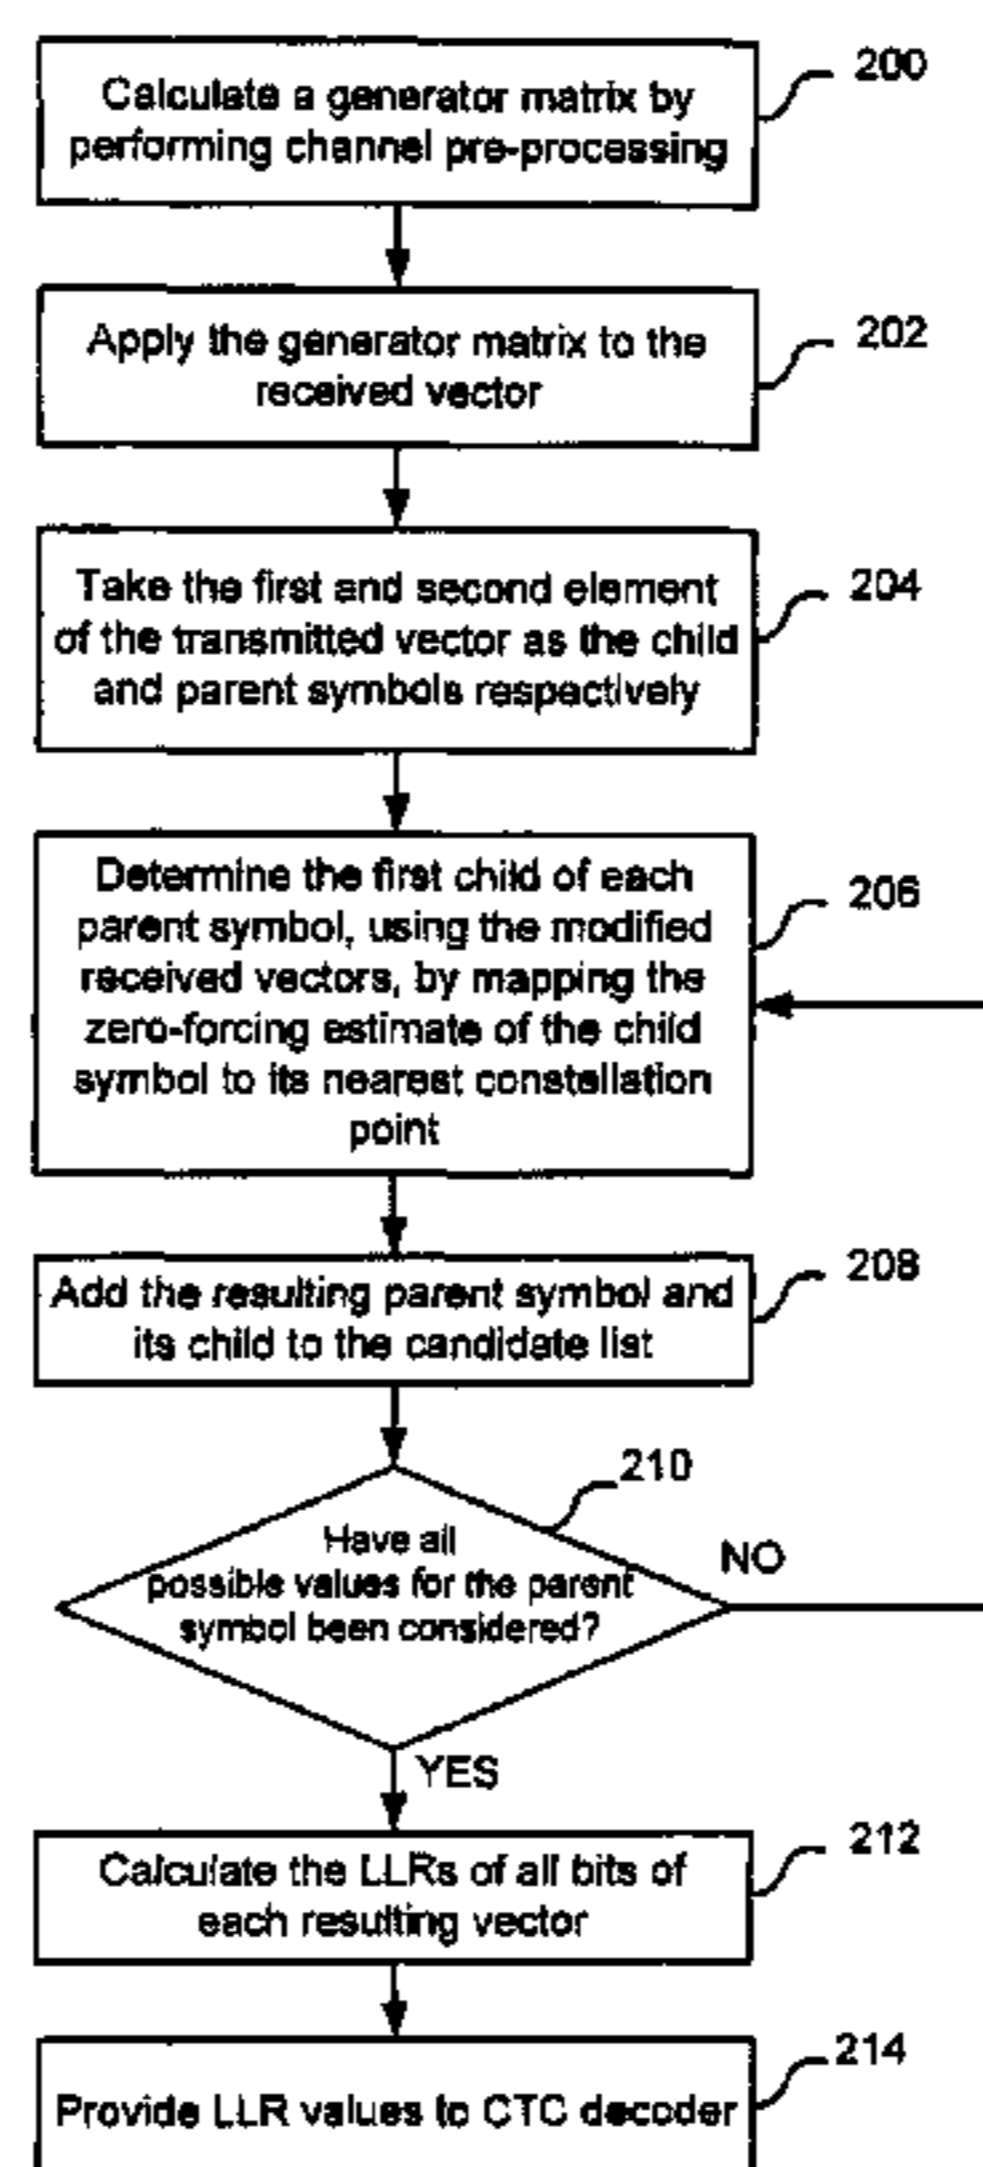 Calculate a generator matrix by
performing channel pre-processing
200
Apply the generator matrix to the
received vector
202
Take the first and second element
of the transmitted vector as the child
and parent symbols respectively
204
Determine the first child of each
parent symbol, using the modified
received vectors, by mapping the
zero-forcing estimate of the child
symbol to its nearest constellation
point
206
Add the resulting parent symbol and
its child to the candidate list
208
Have all
possible values for the parent
symbol been considered?
210
NO
YES
Calculate the LLRs of all bits of
each resulting vector
212
Provide LLR values to CTC decoder
214